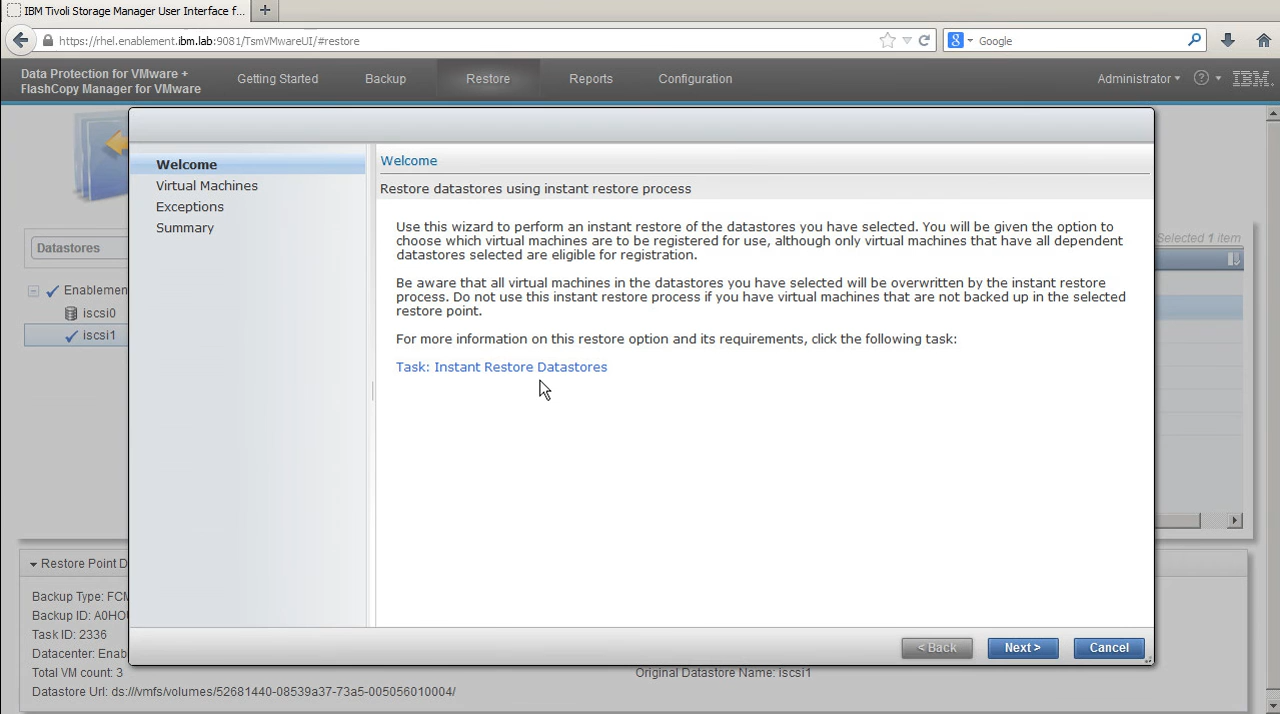 IBM Tivoli Storage Manager User Interface f...
https://rhel.enablement.ibm.lab:9081/TsmVMwareUI/#restore
Google
Data Protection for VMware +
FlashCopy Manager for VMware
Getting Started
Backup
Restore
Reports
Configuration
Administrator
?
IBM.
Welcome
Virtual Machines
Exceptions
Summary
Welcome
Restore datastores using instant restore process
Use this wizard to perform an instant restore of the datastores you have selected. You will be given the option to
choose which virtual machines are to be registered for use, although only virtual machines that have all dependent
datastores selected are eligible for registration.
Be aware that all virtual machines in the datastores you have selected will be overwritten by the instant restore
process. Do not use this instant restore process if you have virtual machines that are not backed up in the selected
restore point.
For more information on this restore option and its requirements, click the following task:
Task: Instant Restore Datastores
< Back
Next >
Cancel
Datastores
Selected 1 item
Enablemen
iscsi0
iscsi1
Restore Point D
Backup Type: FCM
Backup ID: A0HOU
Task ID: 2336
Datacenter: Enab
Total VM count: 3
Original Datastore Name: iscsi1
Datastore Url: ds:///vmfs/volumes/52681440-08539a37-73a5-005056010004/